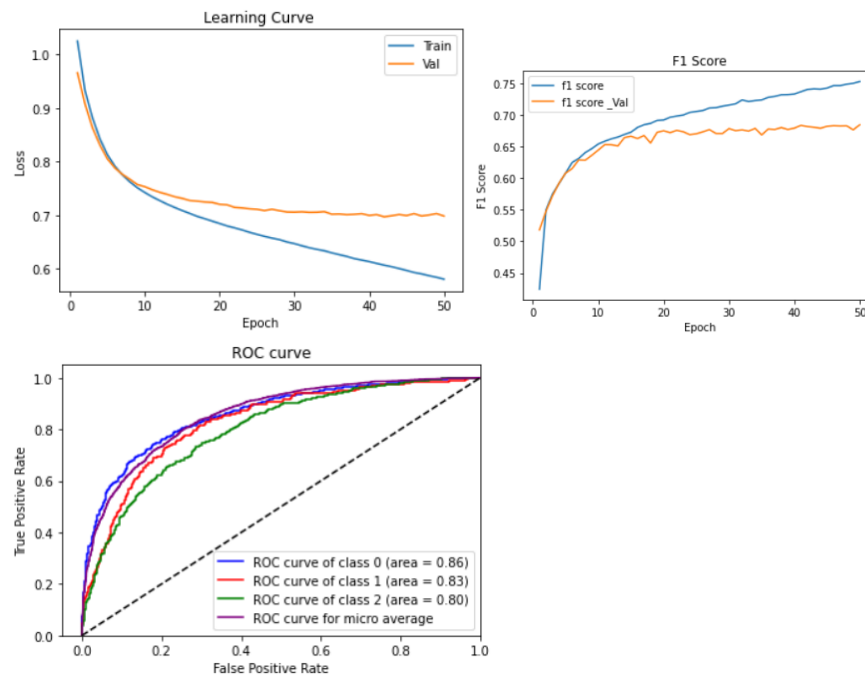 Learning Curve
Train
Val
1.0
0.9
0.8
0.7
0.6
Loss
0 10 20 30 40 50
Epoch
F1 Score
f1 score
f1 score _Val
0.75
0.70
0.65
0.60
0.55
0.50
0.45
F1 Score
0 10 20 30 40 50
Epoch
ROC curve
1.0
0.8
0.6
0.4
0.2
0.0
True Positive Rate
ROC curve of class 0 (area = 0.86)
ROC curve of class 1 (area = 0.83)
ROC curve of class 2 (area = 0.80)
ROC curve for micro average
0.0 0.2 0.4 0.6 0.8 1.0
False Positive Rate